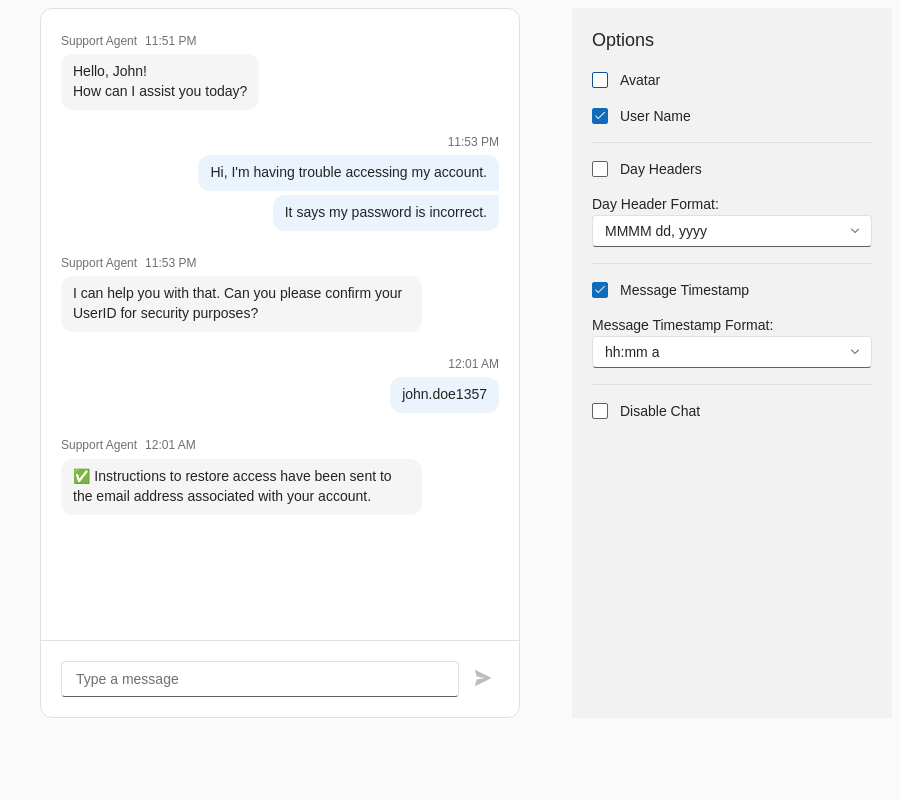 Support Agent 11:51 PM
Hello, John!
How can I assist you today?
11:53 PM
Hi, I'm having trouble accessing my account.
It says my password is incorrect.
Support Agent 11:53 PM
I can help you with that. Can you please confirm your
UserID for security purposes?
12:01 AM
john.doe1357
Support Agent 12:01 AM
✅ Instructions to restore access have been sent to
the email address associated with your account.
Type a message
Options
Avatar
User Name
Day Headers
Day Header Format:
MMMM dd, yyyy
Message Timestamp
Message Timestamp Format:
hh:mm a
Disable Chat